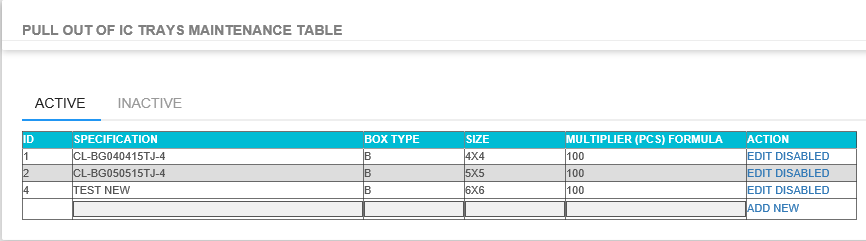 PULL OUT OF IC TRAYS MAINTENANCE TABLE
ACTIVE INACTIVE
ID SPECIFICATION BOX TYPE SIZE MULTIPLIER (PCS) FORMULA ACTION
1 CL-BG040415TJ-4 B 4X4 100 EDIT DISABLED
2 CL-BG050515TJ-4 B 5X5 100 EDIT DISABLED
4 TEST NEW B 6X6 100 EDIT DISABLED
ADD NEW